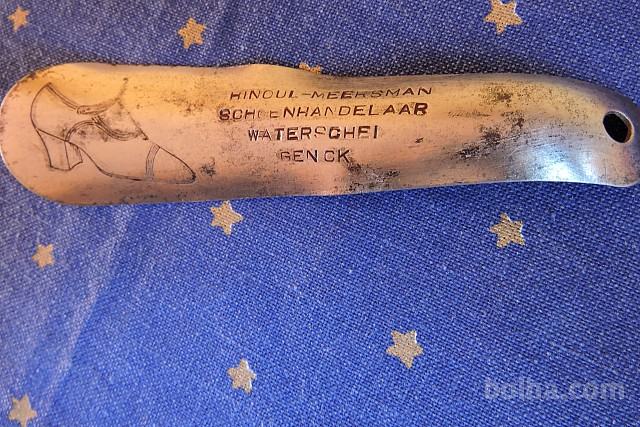 HINOUL-MEERSMAN
SCHOENHANDELAAR
WATERSCHEI
GENCK
bolha.com